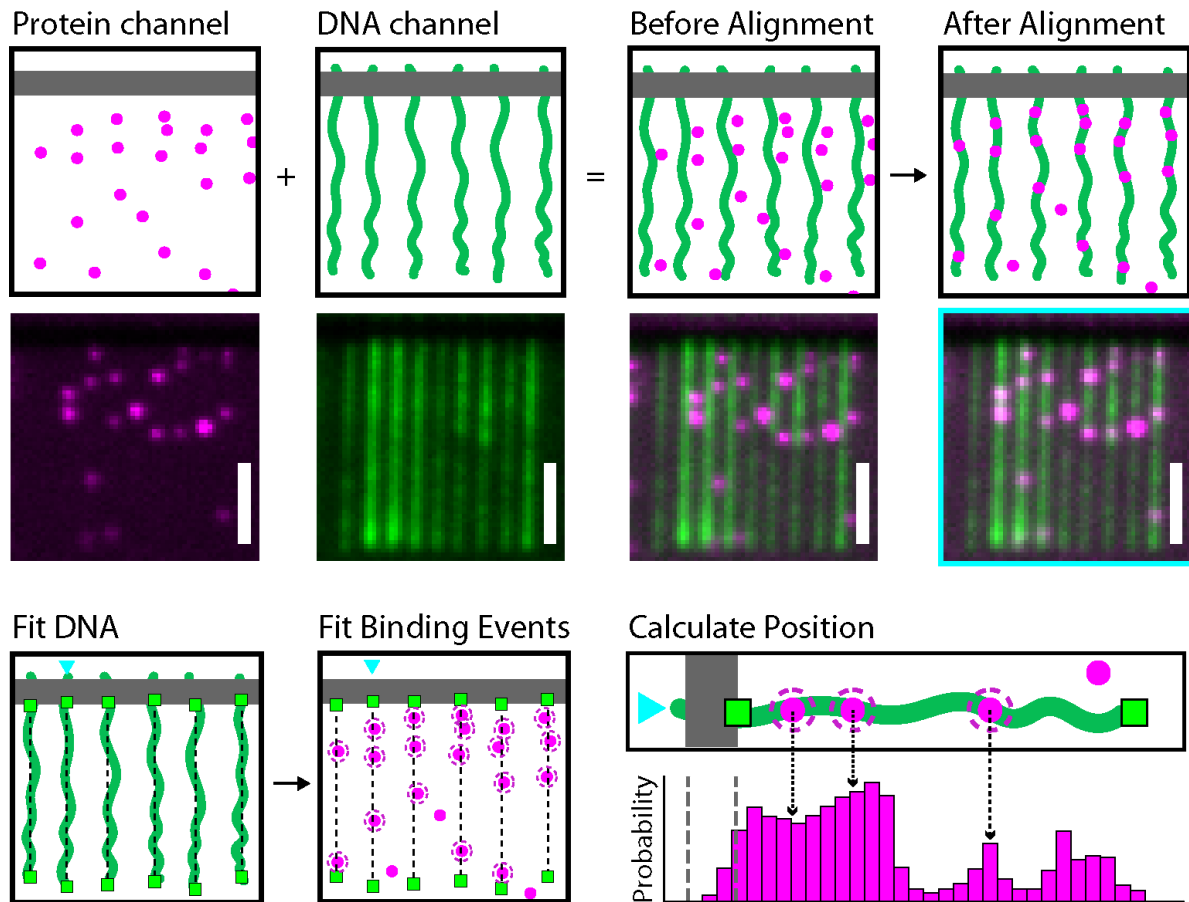 Protein channel
DNA channel
Before Alignment
After Alignment
+
=
Fit DNA
Fit Binding Events
Calculate Position
Probability